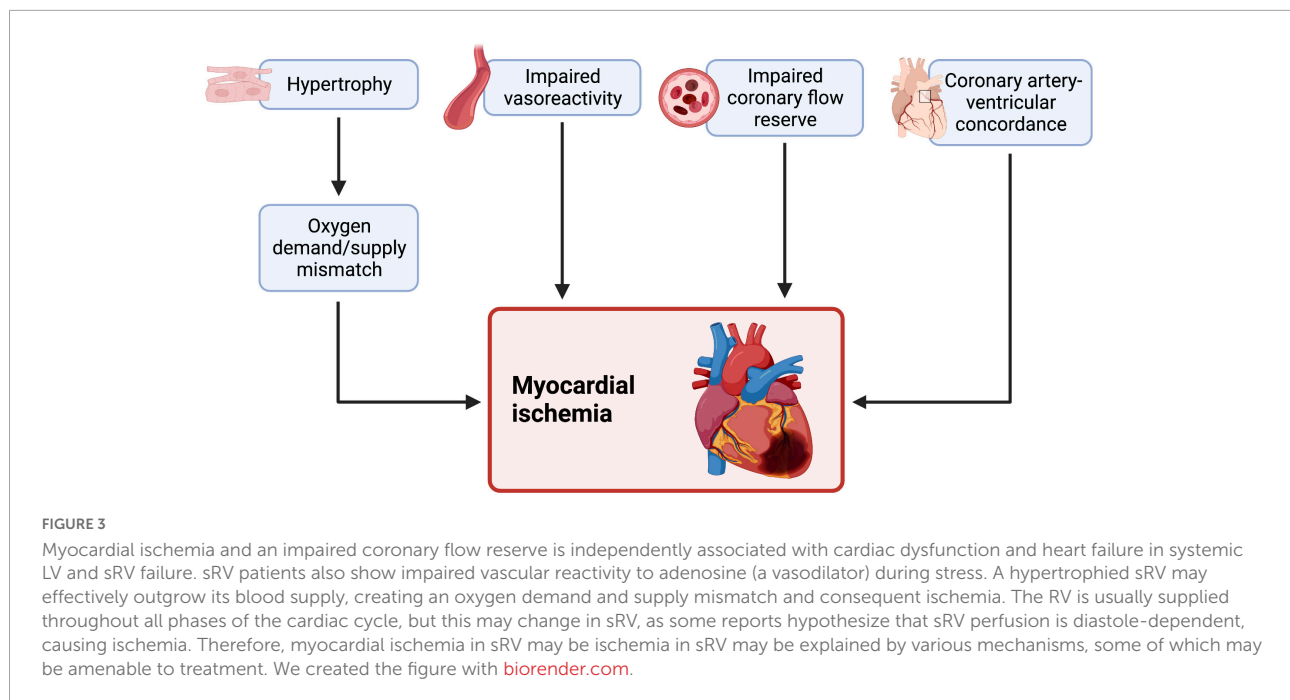 Hypertrophy
Impaired
vasoreactivity
Impaired
coronary flow
reserve
Coronary artery-
ventricular
concordance
Oxygen
demand/supply
mismatch
Myocardial
ischemia
FIGURE 3
Myocardial ischemia and an impaired coronary flow reserve is independently associated with cardiac dysfunction and heart failure in systemic
LV and sRV failure. sRV patients also show impaired vascular reactivity to adenosine (a vasodilator) during stress. A hypertrophied sRV may
effectively outgrow its blood supply, creating an oxygen demand and supply mismatch and consequent ischemia. The RV is usually supplied
throughout all phases of the cardiac cycle, but this may change in sRV, as some reports hypothesize that sRV perfusion is diastole-dependent,
causing ischemia. Therefore, myocardial ischemia in sRV may be ischemia in sRV may be explained by various mechanisms, some of which may
be amenable to treatment. We created the figure with biorender.com.